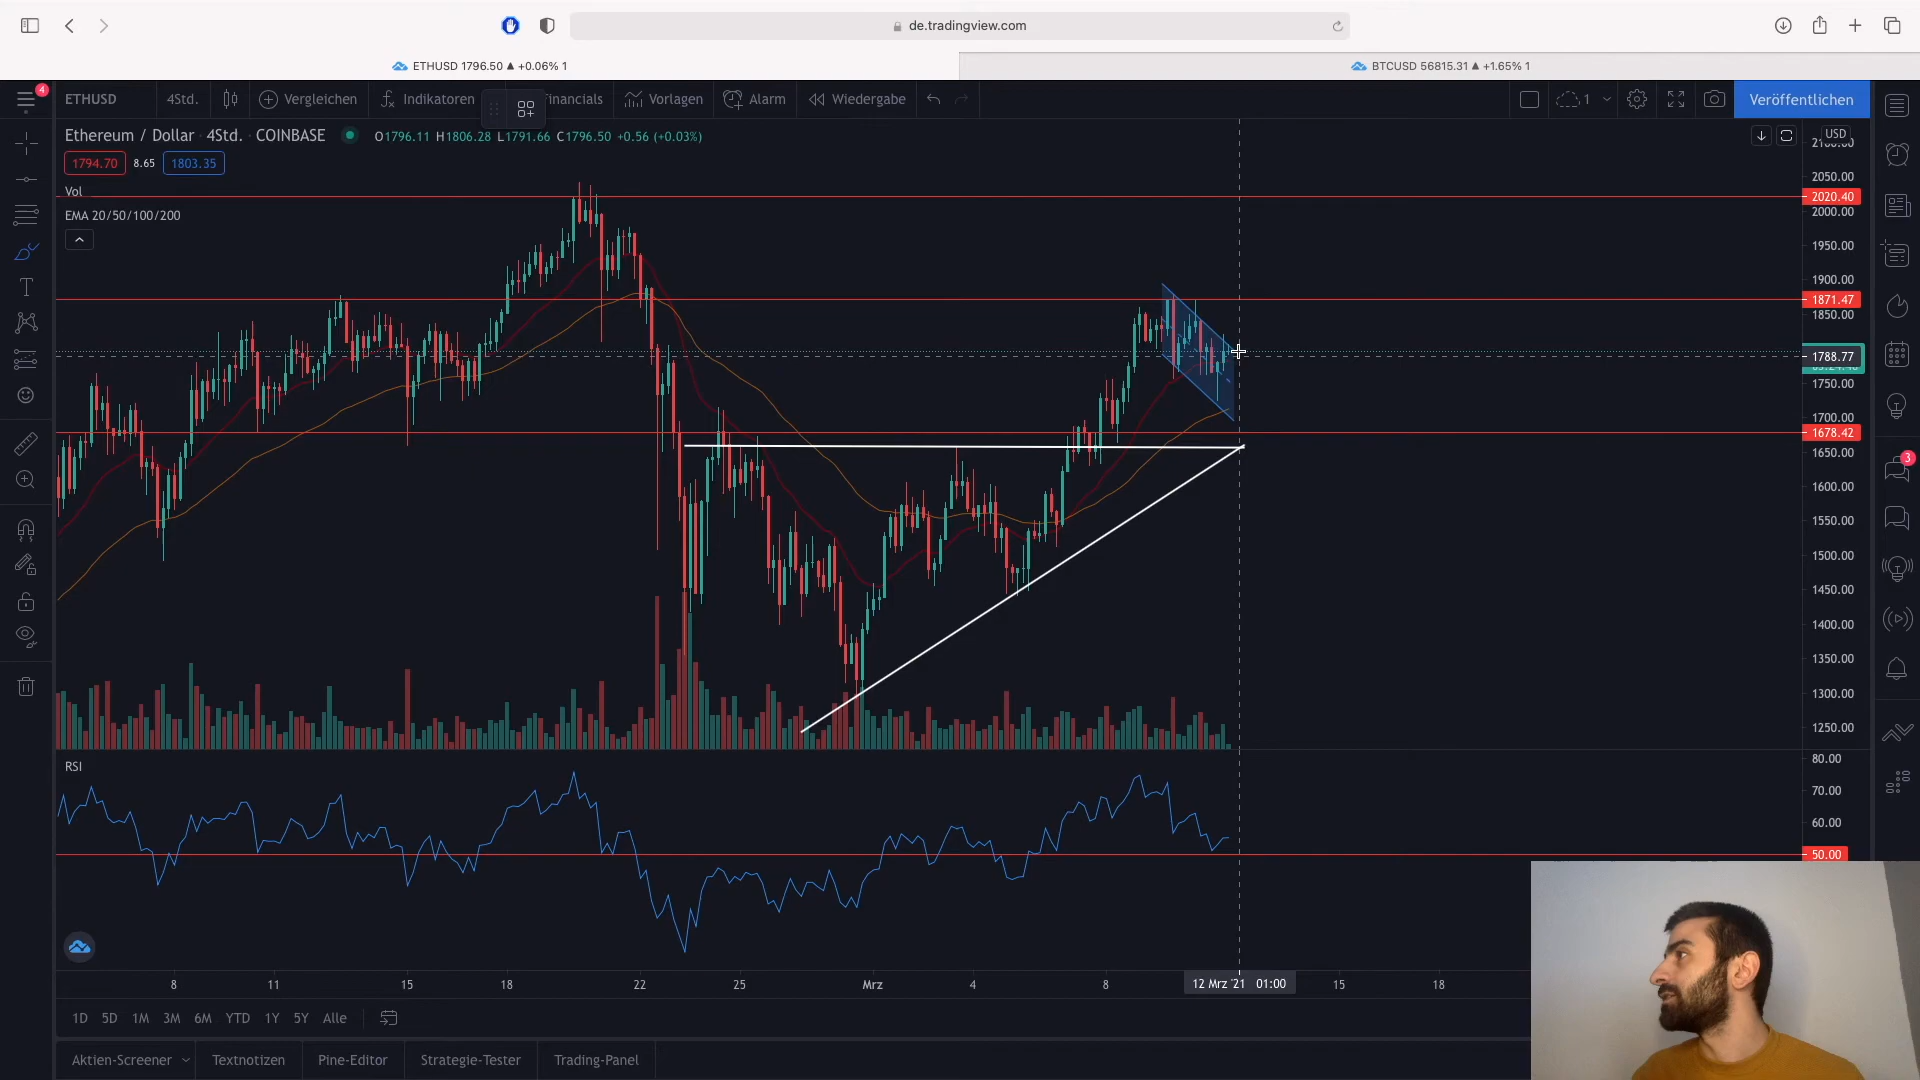 de.tradingview.com
ETHUSD 1796.50 ▲ +0.06% 1
BTCUSD 56815.31 ▲ +1.65% 1
4
ETHUSD
4Std.
Vergleichen
Indikatoren
inancials
Vorlagen
Alarm
Wiedergabe
1
Veröffentlichen
Ethereum / Dollar · 4Std. · COINBASE
O1796.11 H1806.28 L1791.66 C1796.50 +0.56 (+0.03%)
1794.70
8.65
1803.35
Vol
EMA 20/50/100/200
USD
2050.00
2020.40
2000.00
1950.00
1900.00
1871.47
1850.00
1788.77
1750.00
1700.00
1678.42
1650.00
1600.00
1550.00
1500.00
1450.00
1400.00
1350.00
1300.00
1250.00
3
RSI
80.00
70.00
60.00
50.00
8
11
15
18
22
25
Mrz
4
8
12 Mrz '21 01:00
15
18
1D
5D
1M
3M
6M
YTD
1Y
5Y
Alle
Aktien-Screener
Textnotizen
Pine-Editor
Strategie-Tester
Trading-Panel